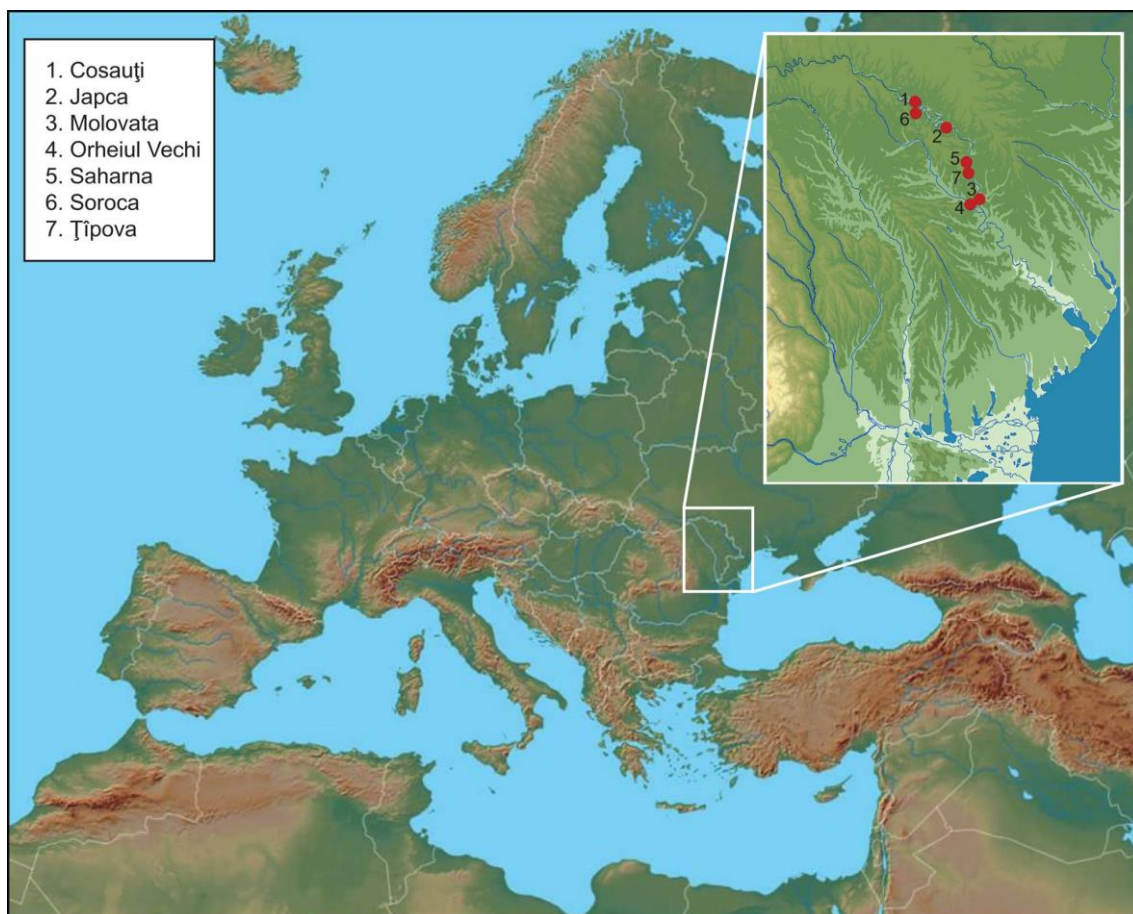 1. Cosauţi
2. Japca
3. Molovata
4. Orheiul Vechi
5. Saharna
6. Soroca
7. Ţîpova
1
6
2
5
7
3
4